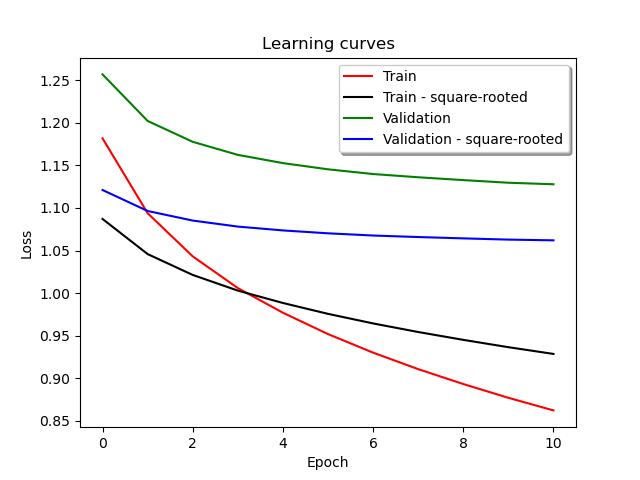 Learning curves
Train
Train - square-rooted
Validation
Validation - square-rooted
1.25
1.20
1.15
1.10
1.05
1.00
0.95
0.90
0.85
Loss
0 2 4 6 8 10
Epoch